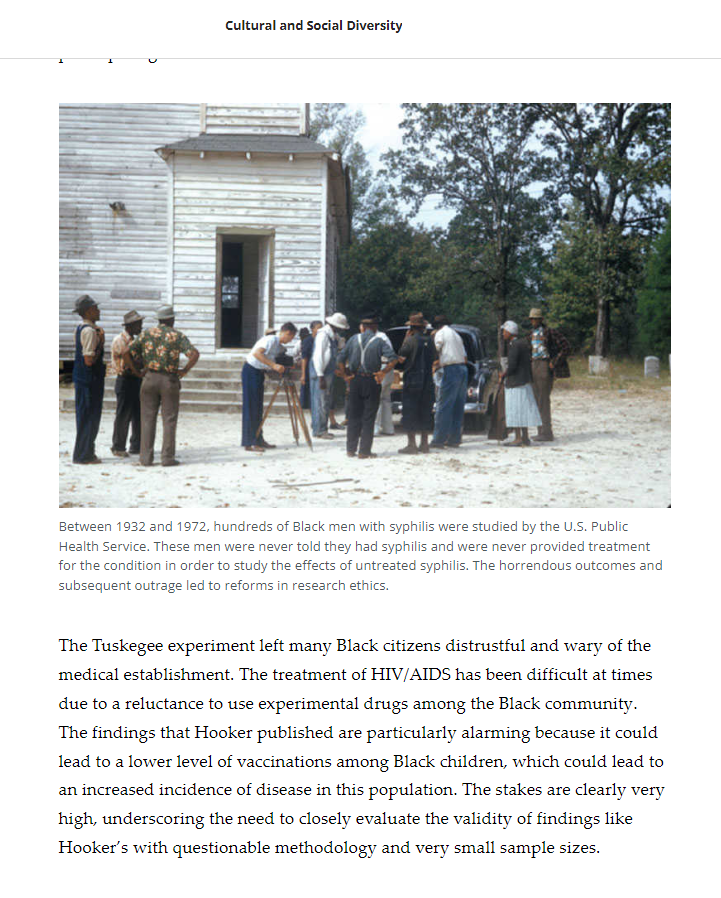 Cultural and Social Diversity
Between 1932 and 1972, hundreds of Black men with syphilis were studied by the U.S. Public
Health Service. These men were never told they had syphilis and were never provided treatment
for the condition in order to study the effects of untreated syphilis. The horrendous outcomes and
subsequent outrage led to reforms in research ethics.
The Tuskegee experiment left many Black citizens distrustful and wary of the
medical establishment. The treatment of HIV/AIDS has been difficult at times
due to a reluctance to use experimental drugs among the Black community.
The findings that Hooker published are particularly alarming because it could
lead to a lower level of vaccinations among Black children, which could lead to
an increased incidence of disease in this population. The stakes are clearly very
high, underscoring the need to closely evaluate the validity of findings like
Hooker’s with questionable methodology and very small sample sizes.